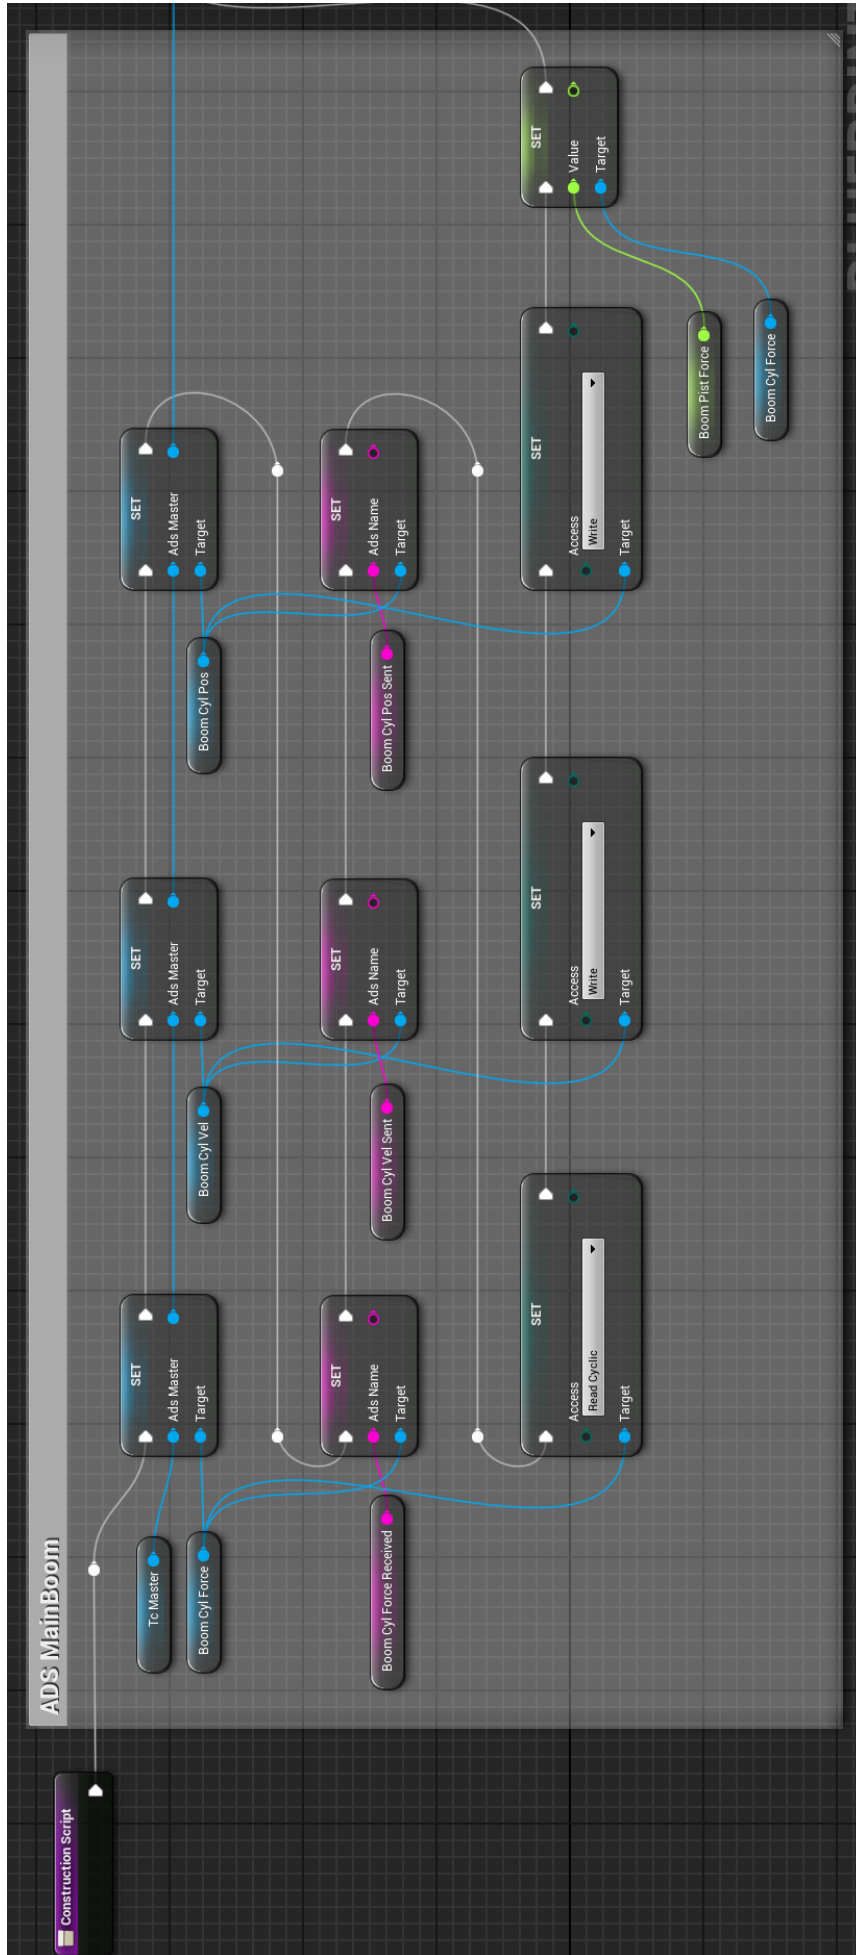 Construction Script
ADS MainBoom
Tc Master
Boom Cyl Force
SET
Ads Master
Target
Boom Cyl Vel
SET
Ads Master
Target
Boom Cyl Pos
SET
Ads Master
Target
Boom Cyl Force Received
SET
Ads Name
Target
Boom Cyl Vel Sent
SET
Ads Name
Target
Boom Cyl Pos Sent
SET
Ads Name
Target
SET
Access
Read Cyclic
Target
SET
Access
Write
Target
SET
Access
Write
Target
SET
Value
Target
Boom Pist Force
Boom Cyl Force